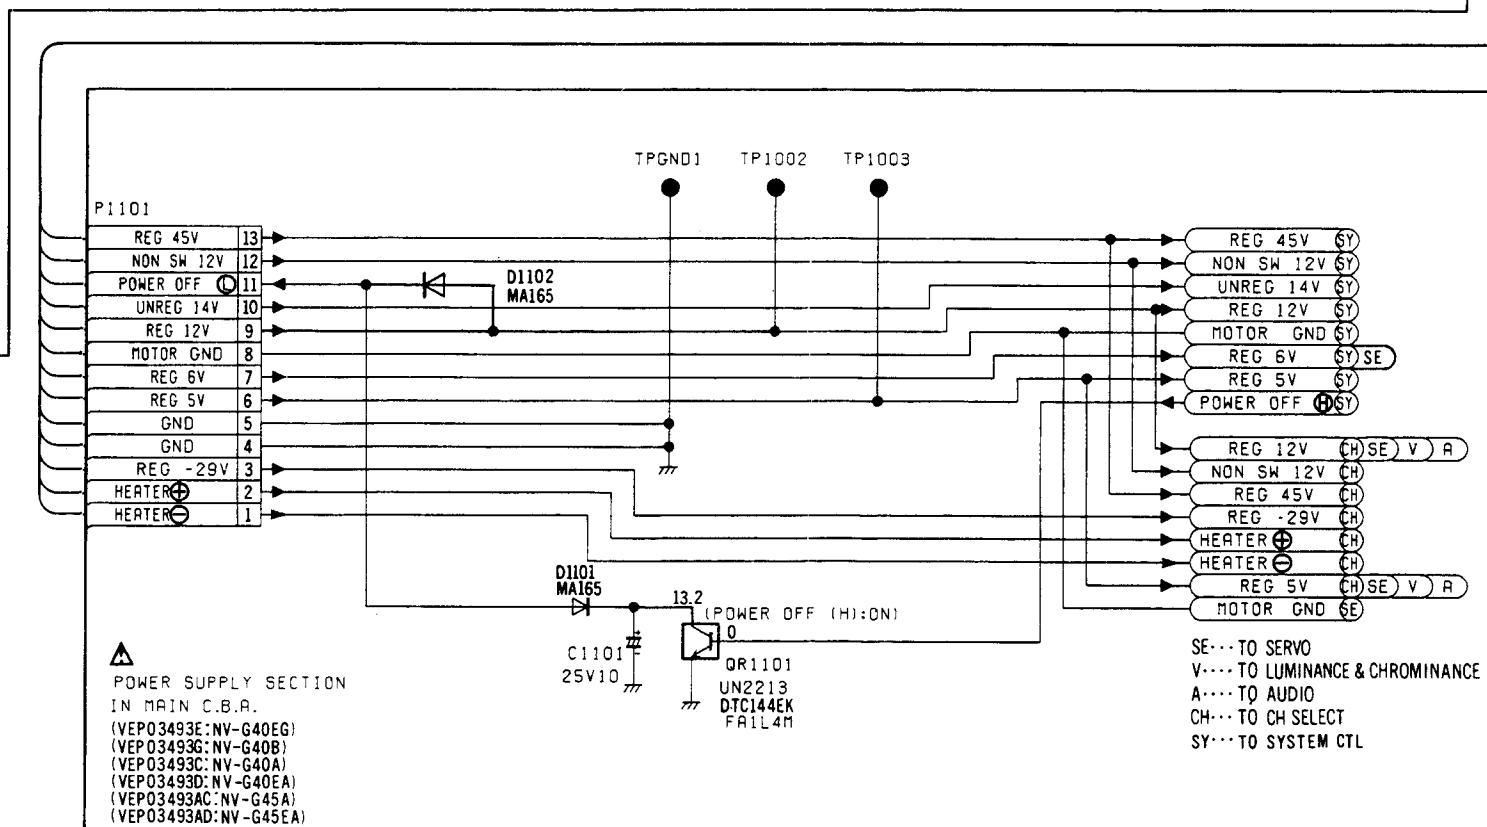 TPGND1 TP1002 TP1003
P1101
REG 45V 13
NON SW 12V 12
POWER OFF Ⓛ 11
UNREG 14V 10
REG 12V 9
MOTOR GND 8
REG 6V 7
REG 5V 6
GND 5
GND 4
REG -29V 3
HEATER⊕ 2
HEATER⊖ 1
D1102
MA165
REG 45V SY
NON SW 12V SY
UNREG 14V SY
REG 12V SY
MOTOR GND SY
REG 6V SY SE
REG 5V SY
POWER OFF Ⓗ SY
REG 12V CH SE V A
NON SW 12V CH
REG 45V CH
REG -29V CH
HEATER⊕ CH
HEATER⊖ CH
REG 5V CH SE V A
MOTOR GND SE
D1101
MA165
13.2
(POWER OFF (H):ON)
0
C1101
25V10
QR1101
UN2213
DTC144EK
FA1L4M
POWER SUPPLY SECTION
IN MAIN C.B.A.
(VEP03493E:NV-G40EG)
(VEP03493G:NV-G40B)
(VEP03493C:NV-G40A)
(VEP03493D:NV-G40EA)
(VEP03493AC:NV-G45A)
(VEP03493AD:NV-G45EA)
SE···TO SERVO
V····TO LUMINANCE & CHROMINANCE
A····TO AUDIO
CH···TO CH SELECT
SY···TO SYSTEM CTL